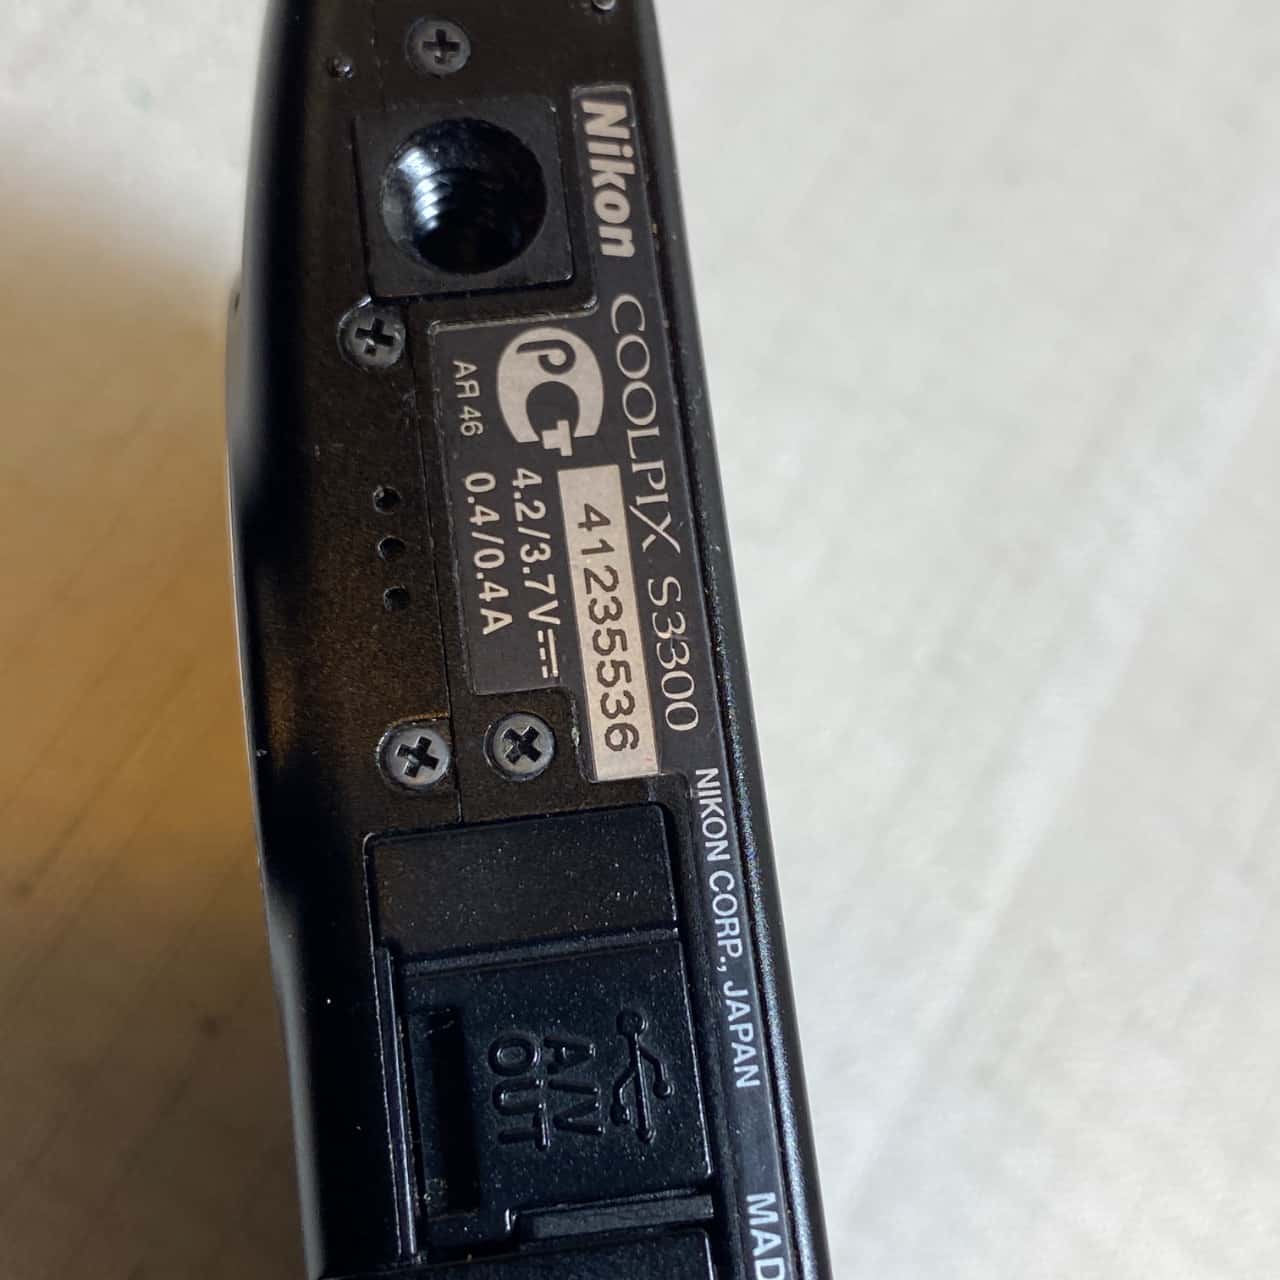 Nikon COOLPIX S3300
PCT
АЯ 46
41235536
4.2/3.7V⎓
0.4/0.4A
NIKON CORP., JAPAN
MAD
A/V
OUT